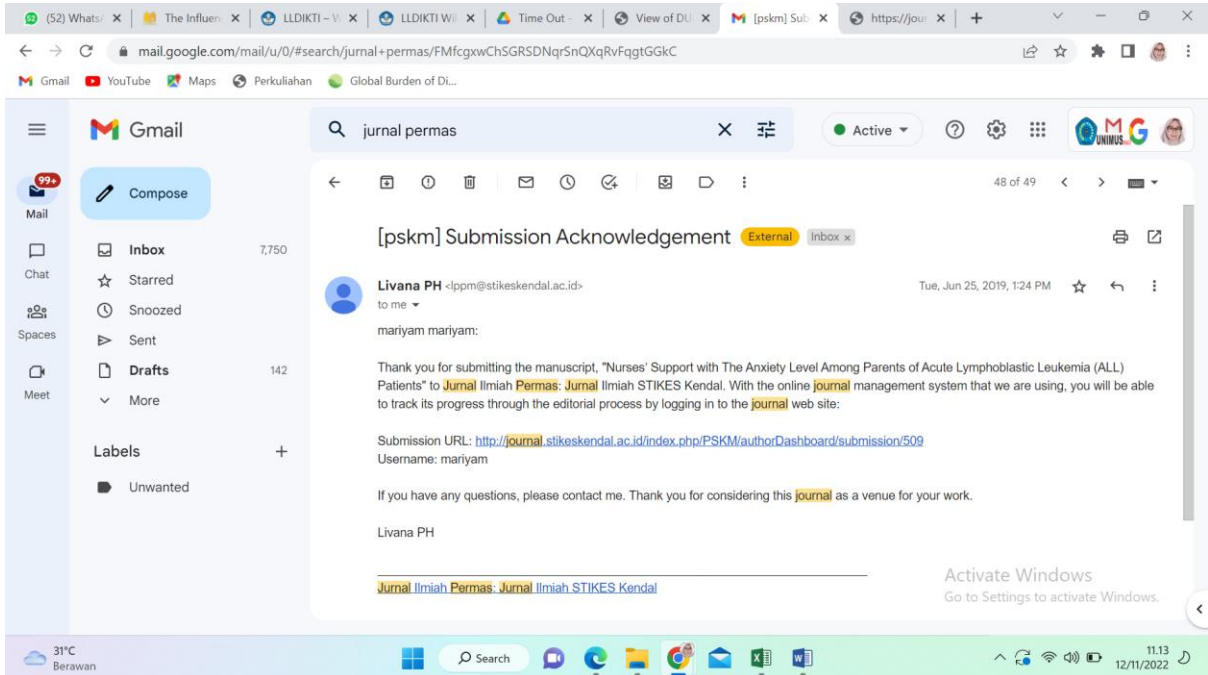 (52) Whats
The Influen
LLDIKTI – W
LLDIKTI Wil
Time Out -
View of DU
[pskm] Sub
https://jour
mail.google.com/mail/u/0/#search/jurnal+permas/FMfcgxwChSGRSDNqrSnQXqRvFqgtGGkC
Gmail
YouTube
Maps
Perkuliahan
Global Burden of Di...
Gmail
jurnal permas
Active
UNIMUS
99+
Mail
Chat
Spaces
Meet
Compose
Inbox 7,750
Starred
Snoozed
Sent
Drafts 142
More
Labels
Unwanted
48 of 49
[pskm] Submission Acknowledgement External Inbox x
Livana PH <lppm@stikeskendal.ac.id> Tue, Jun 25, 2019, 1:24 PM
to me
mariyam mariyam:
Thank you for submitting the manuscript, "Nurses' Support with The Anxiety Level Among Parents of Acute Lymphoblastic Leukemia (ALL)
Patients" to Jurnal Ilmiah Permas: Jurnal Ilmiah STIKES Kendal. With the online journal management system that we are using, you will be able
to track its progress through the editorial process by logging in to the journal web site:
Submission URL: http://journal.stikeskendal.ac.id/index.php/PSKM/authorDashboard/submission/509
Username: mariyam
If you have any questions, please contact me. Thank you for considering this journal as a venue for your work.
Livana PH
Jurnal Ilmiah Permas: Jurnal Ilmiah STIKES Kendal
Activate Windows
Go to Settings to activate Windows.
31°C
Berawan
Search
11.13
12/11/2022